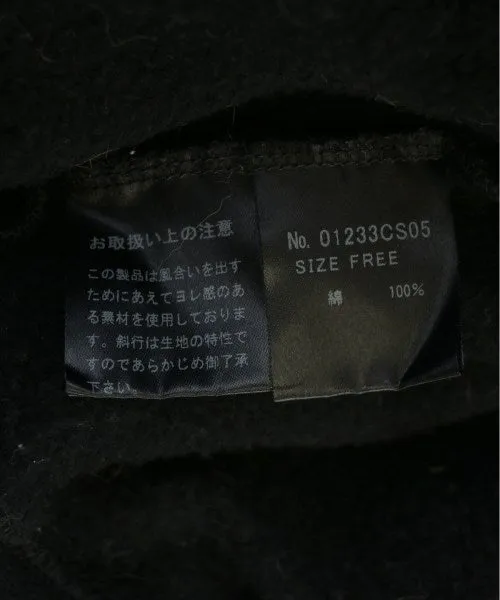 お取扱い上の注意
この製品は風合いを出す
ためにあえてヨレ感のあ
る素材を使用しておりま
す。斜行は生地の特性で
すのであらかじめ御了承
下さい。
No. 01233CS05
SIZE FREE
綿 100%